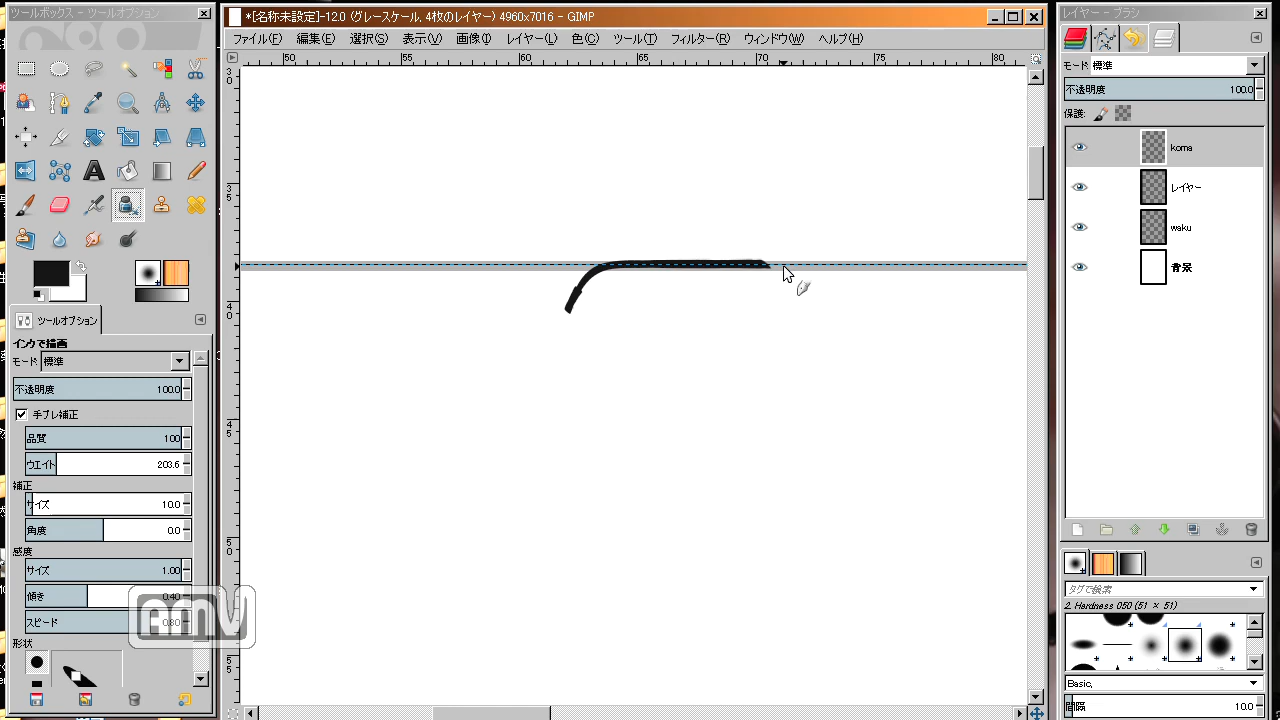 ツールボックス - ツールオプション
*[名称未設定]-12.0 (グレースケール, 4枚のレイヤー) 4960x7016 – GIMP
レイヤー - ブラシ
ファイル(F) 編集(E) 選択(S) 表示(V) 画像(I) レイヤー(L) 色(C) ツール(T) フィルター(R) ウィンドウ(W) ヘルプ(H)
50 55 60 65 70 75 80
30
35
40
45
50
55
モード 標準
不透明度 100.0
保護:
koma
レイヤー
waku
背景
ツールオプション
インクで描画
モード 標準
不透明度 100.0
手ブレ補正
品質 100
ウエイト 203.6
補正
サイズ 10.0
角度 0.0
感度
サイズ 1.00
傾き 0.40
スピード 0.80
形状
AMV
タグで検索
2. Hardness 050 (51 × 51)
Basic,
間隔 10.0